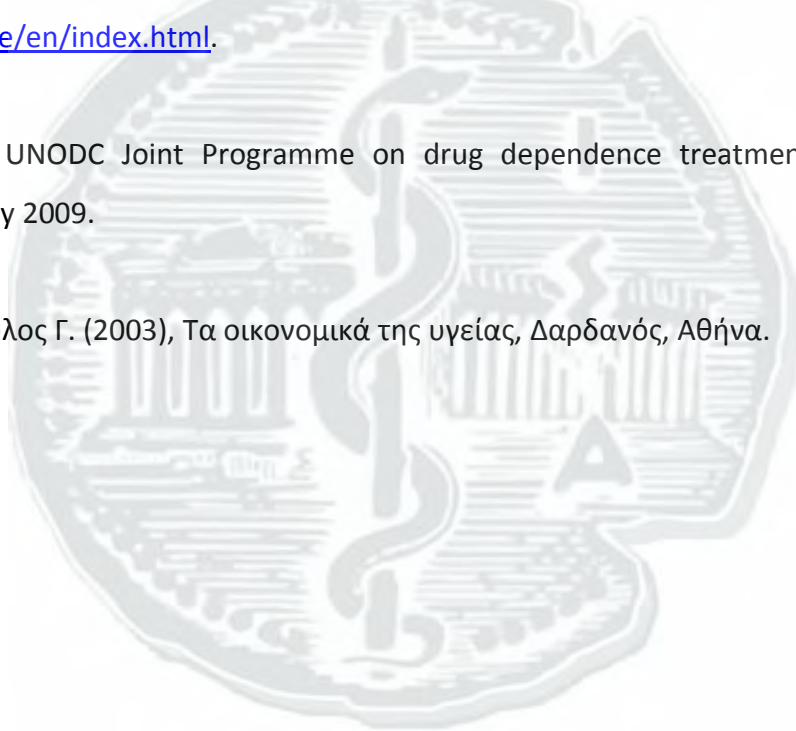 e/en/index.html.
UNODC Joint Programme on drug dependence treatmen
y 2009.
λος Γ. (2003), Τα οικονομικά της υγείας, Δαρδανός, Αθήνα.